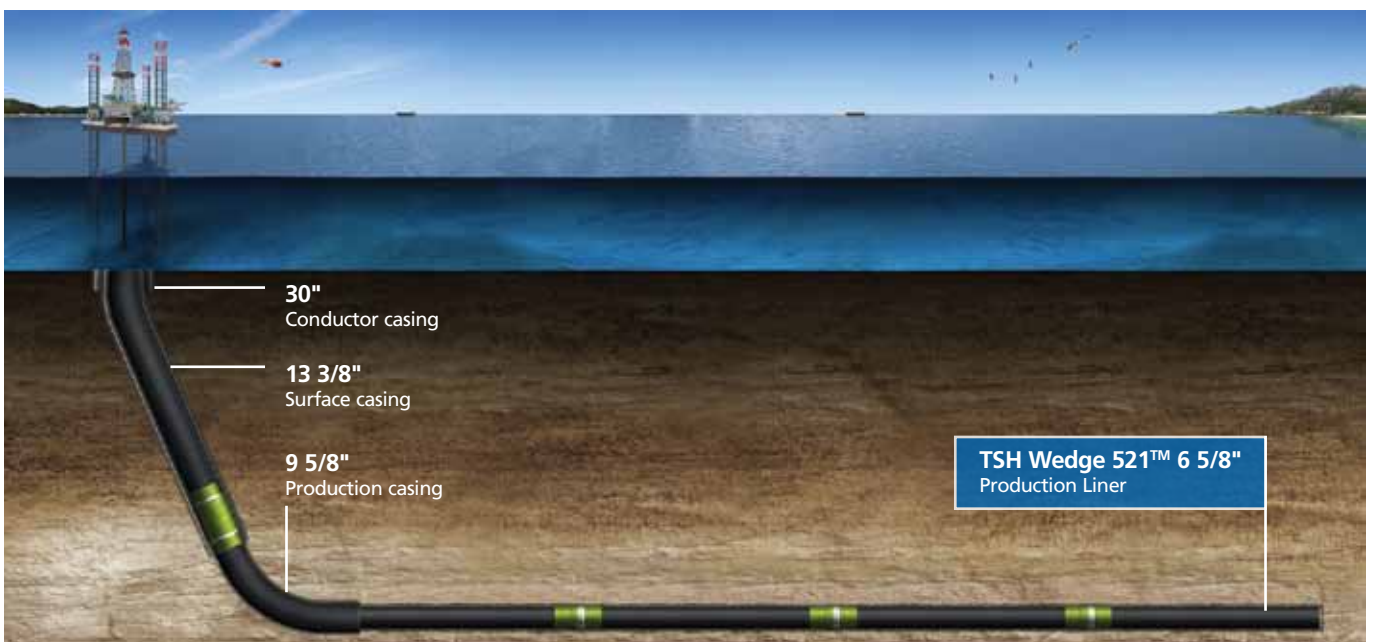 30"
Conductor casing
13 3/8"
Surface casing
9 5/8"
Production casing
TSH Wedge 521™ 6 5/8"
Production Liner